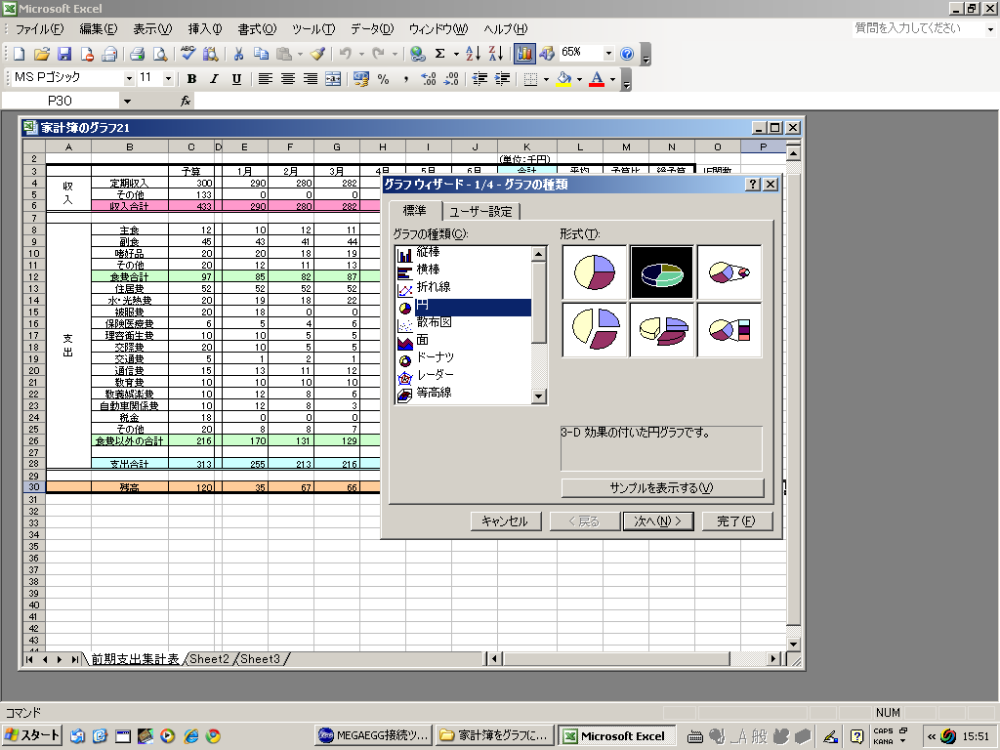 Microsoft Excel
ファイル(F) 編集(E) 表示(V) 挿入(I) 書式(O) ツール(T) データ(D) ウィンドウ(W) ヘルプ(H) 質問を入力してください
65%
MS Pゴシック 11 B I U
P30 fx
家計簿のグラフ21
A B C D E F G H I J K L M N O P
2 (単位:千円)
3 予算 1月 2月 3月 4月 5月 6月 合計 平均 予算比 総予算 IF関数
4 収 定期収入 300 290 280 282
5 入 その他 133 0 0 0
6 収入合計 433 290 280 282
7
8 主食 12 10 12 11
9 副食 45 43 41 44
10 嗜好品 20 20 18 19
11 その他 20 12 11 13
12 食費合計 97 85 82 87
13 住居費 52 52 52 52
14 水・光熱費 20 19 18 22
15 被服費 20 18 0 0
16 保険医療費 6 5 4 6
17 支 理容衛生費 10 10 5 5
18 出 交際費 20 10 5 5
19 交通費 5 1 2 1
20 通信費 15 13 11 12
21 教育費 10 10 10 10
22 教養娯楽費 10 12 8 6
23 自動車関係費 10 12 8 3
24 税金 18 0 0 0
25 その他 20 8 8 7
26 食費以外の合計 216 170 131 129
27
28 支出合計 313 255 213 216
29
30 残高 120 35 67 66
31
32
33
34
35
36
37
38
39
40
41
42
43
44
グラフ ウィザード - 1/4 - グラフの種類
標準 ユーザー設定
グラフの種類(C): 形式(T):
縦棒
横棒
折れ線
円
散布図
面
ドーナツ
レーダー
等高線
3-D 効果の付いた円グラフです。
サンプルを表示する(V)
キャンセル < 戻る 次へ(N) > 完了(F)
前期支出集計表 Sheet2 Sheet3
コマンド NUM
スタート MEGAEGG接続ツ... 家計簿をグラフに... Microsoft Excel A 般 CAPS KANA « 15:51